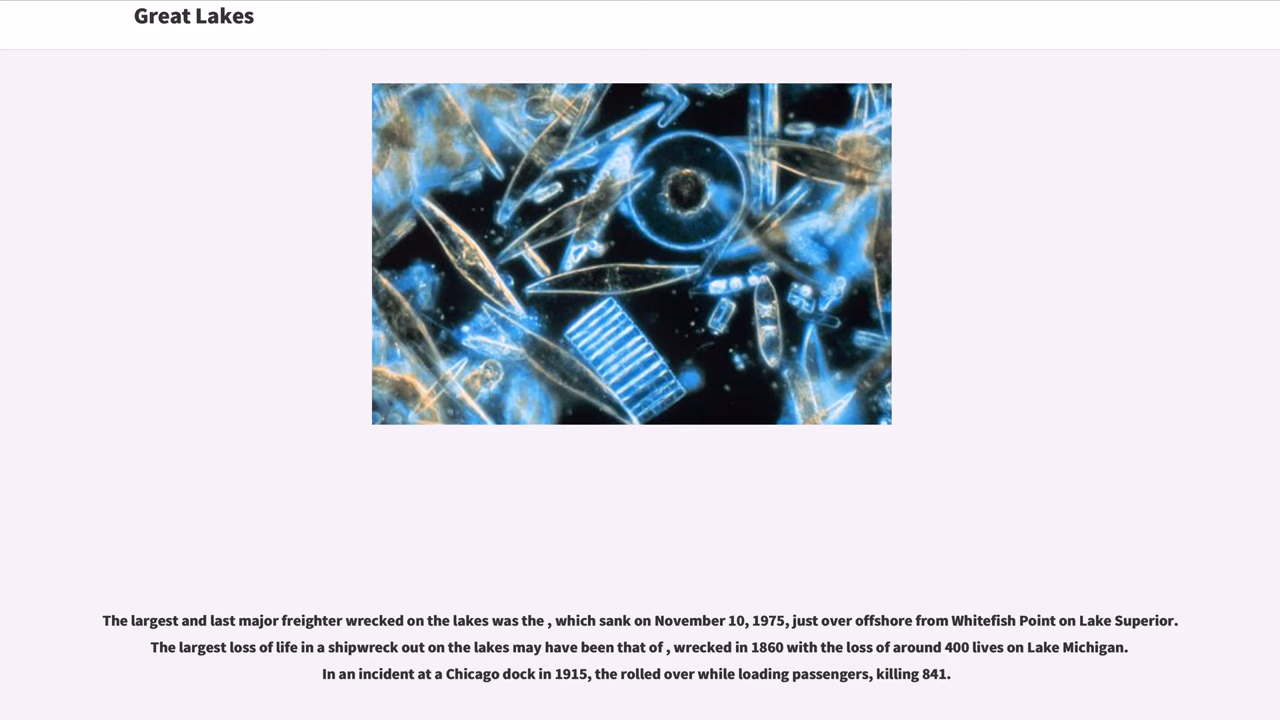 Great Lakes
The largest and last major freighter wrecked on the lakes was the , which sank on November 10, 1975, just over offshore from Whitefish Point on Lake Superior.
The largest loss of life in a shipwreck out on the lakes may have been that of , wrecked in 1860 with the loss of around 400 lives on Lake Michigan.
In an incident at a Chicago dock in 1915, the rolled over while loading passengers, killing 841.